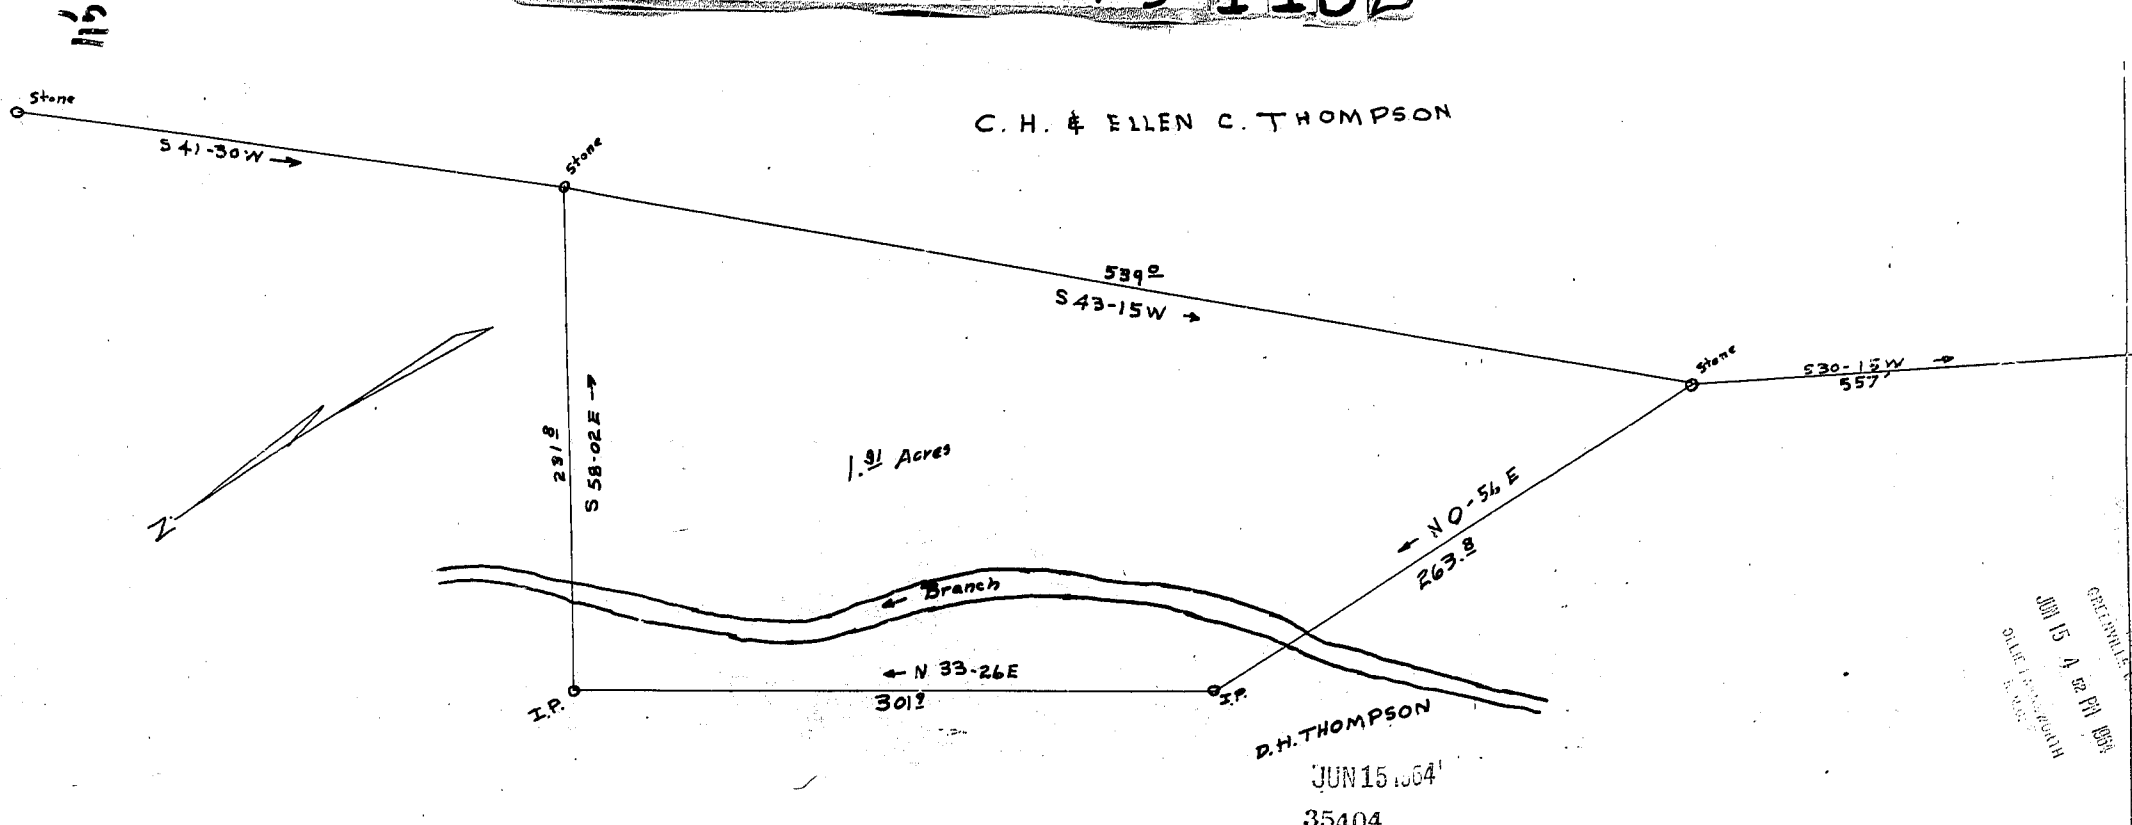 Stone
S 41-30 W →
Stone
C. H. & ELLEN C. THOMPSON
539 0
S 43-15 W →
Stone
S30-15 W →
557'
231 8
S 58-02 E →
1. 91 Acres
← N 0-56 E
263. 8
N
← Branch
← N 33-26 E
301 9
I.P.
I.P.
D.H. THOMPSON
JUN 15 1964
35404
JUN 15 4 52 PM 1964